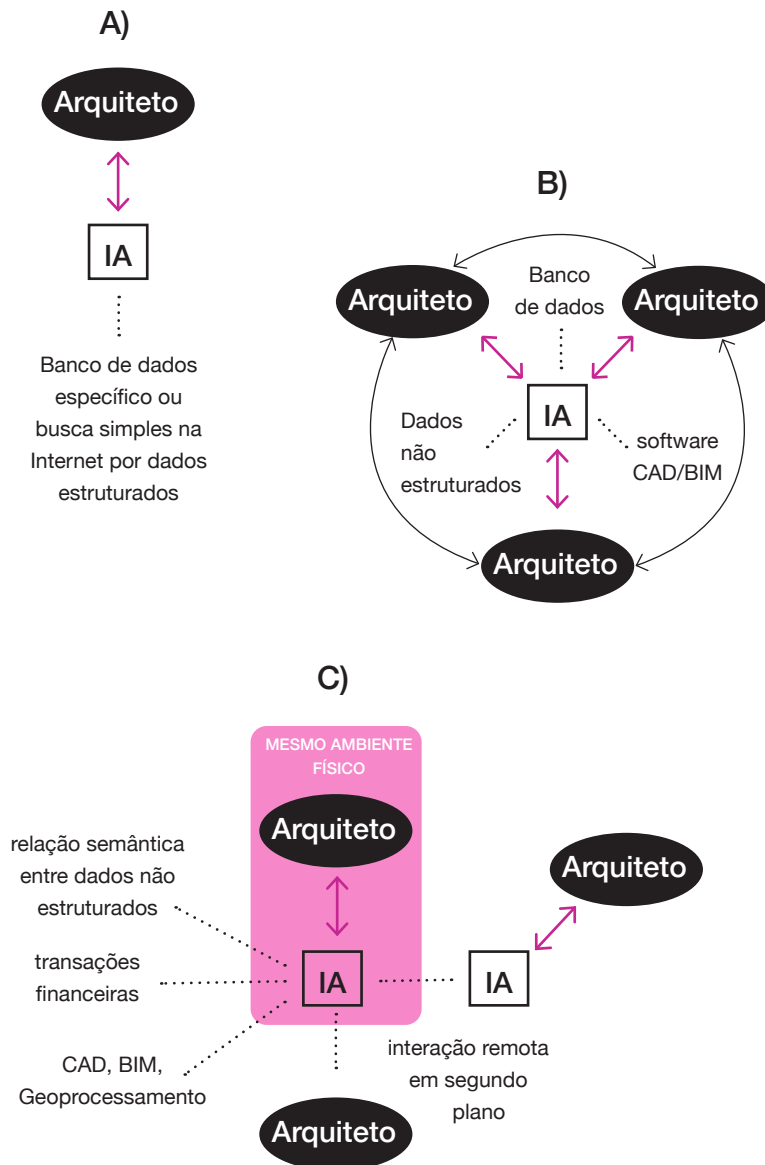 A)
Arquiteto
IA
Banco de dados
específico ou
busca simples na
Internet por dados
estruturados
B)
Arquiteto
Banco
de dados
Arquiteto
IA
Dados
não
estruturados
software
CAD/BIM
Arquiteto
C)
MESMO AMBIENTE
FÍSICO
Arquiteto
relação semântica
entre dados não
estruturados
Arquiteto
transações
financeiras
IA
IA
CAD, BIM,
Geoprocessamento
interação remota
em segundo
plano
Arquiteto